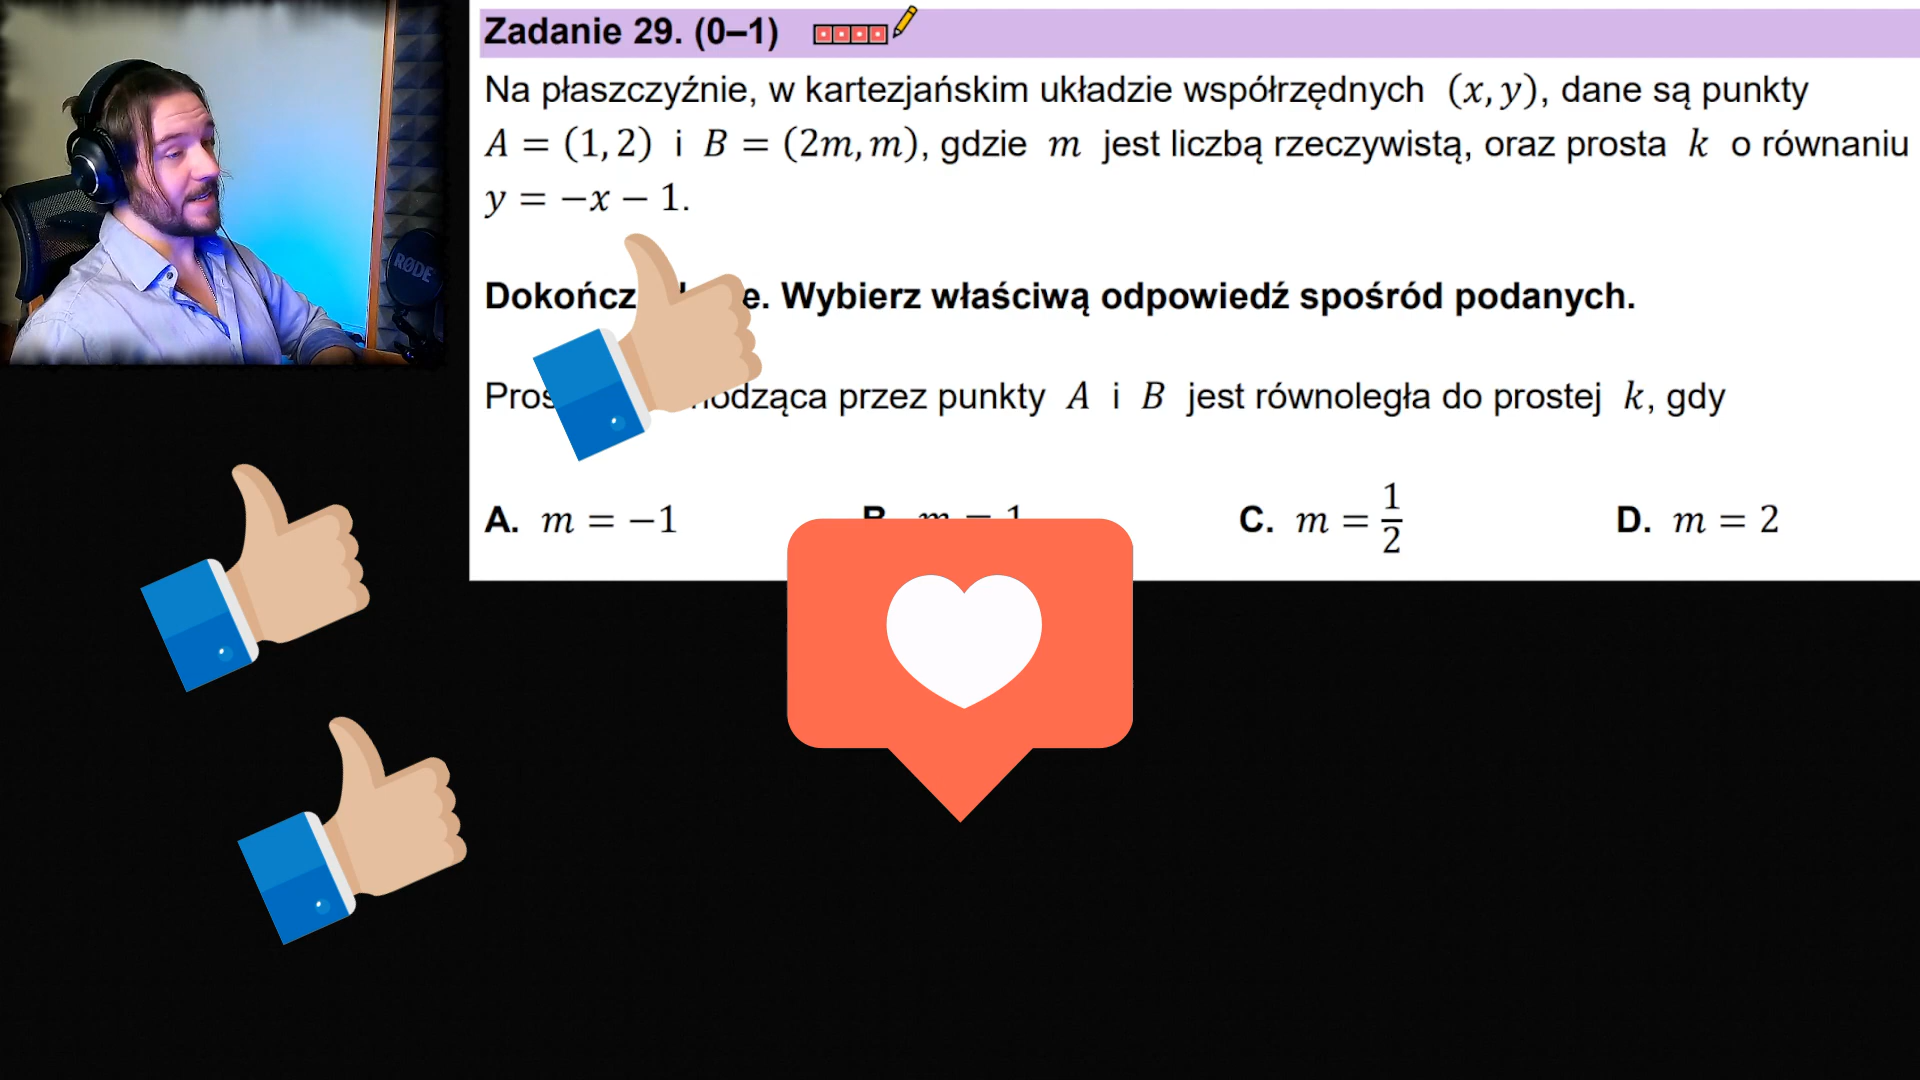 Zadanie 29. (0–1)
Na płaszczyźnie, w kartezjańskim układzie współrzędnych (x, y), dane są punkty
A = (1, 2) i B = (2m, m), gdzie m jest liczbą rzeczywistą, oraz prosta k o równaniu
y = −x − 1.
Dokończ e. Wybierz właściwą odpowiedź spośród podanych.
przez punkty A i B jest równoległa do prostej k, gdy
A. m = −1 B. m = 1 C. m = 1/2 D. m = 2
RØDE